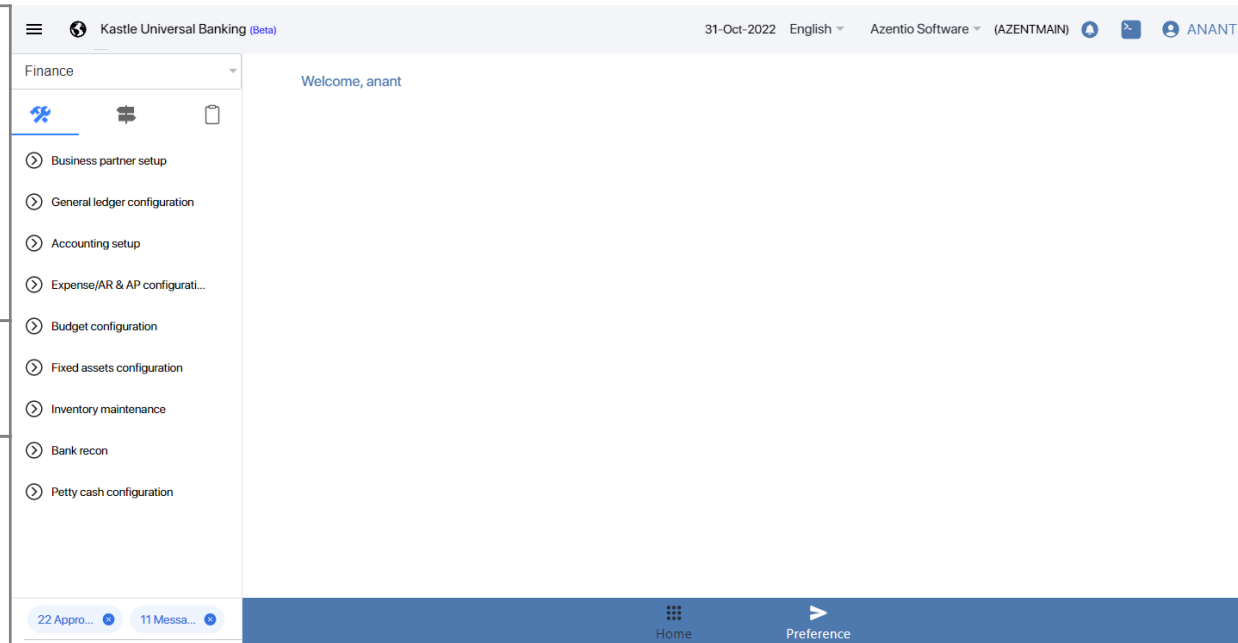 Kastle Universal Banking (Beta)
31-Oct-2022 English Azentio Software (AZENTMAIN) ANANT
Finance
Welcome, anant
Business partner setup
General ledger configuration
Accounting setup
Expense/AR & AP configurati...
Budget configuration
Fixed assets configuration
Inventory maintenance
Bank recon
Petty cash configuration
22 Appro...
11 Messa...
Home
Preference